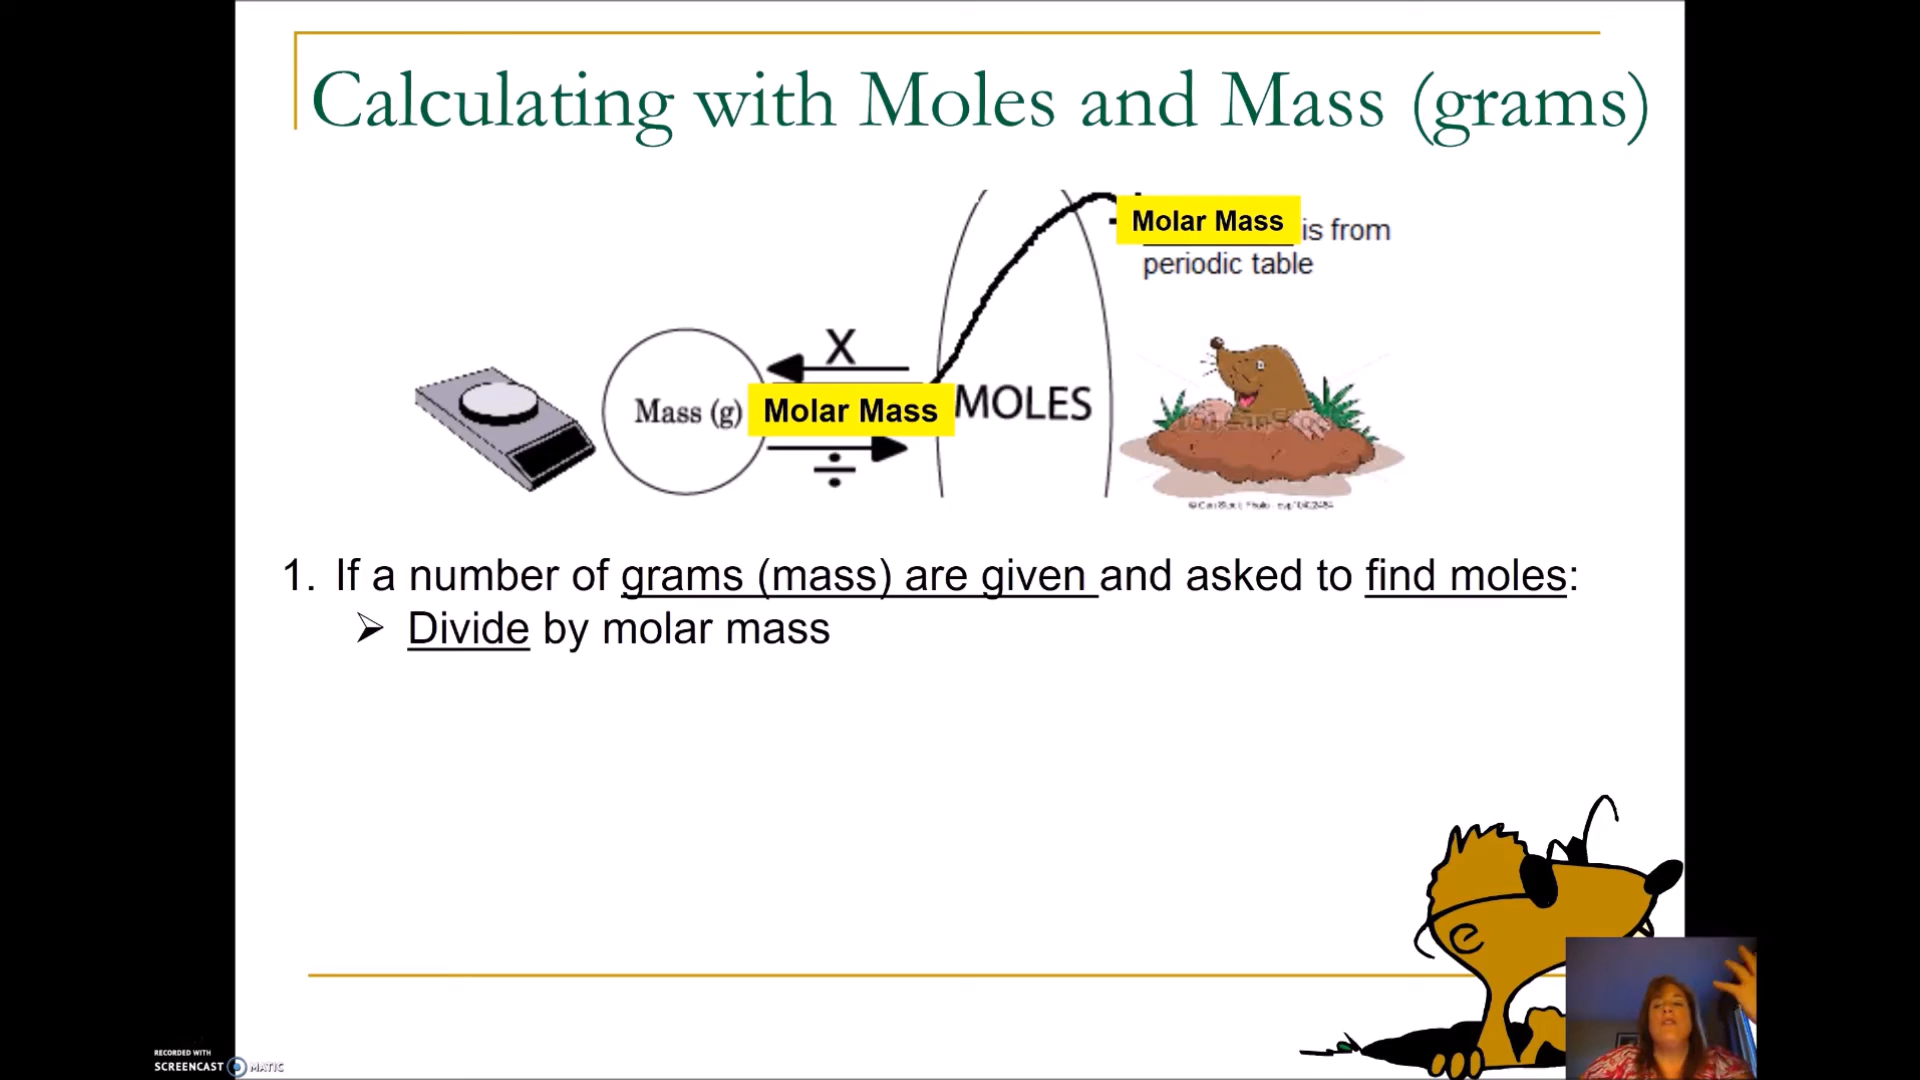 Calculating with Moles and Mass (grams)
Molar Mass is from
periodic table
X
Mass (g) Molar Mass MOLES
÷
1. If a number of grams (mass) are given and asked to find moles:
➢ Divide by molar mass
RECORDED WITH
SCREENCAST MATIC